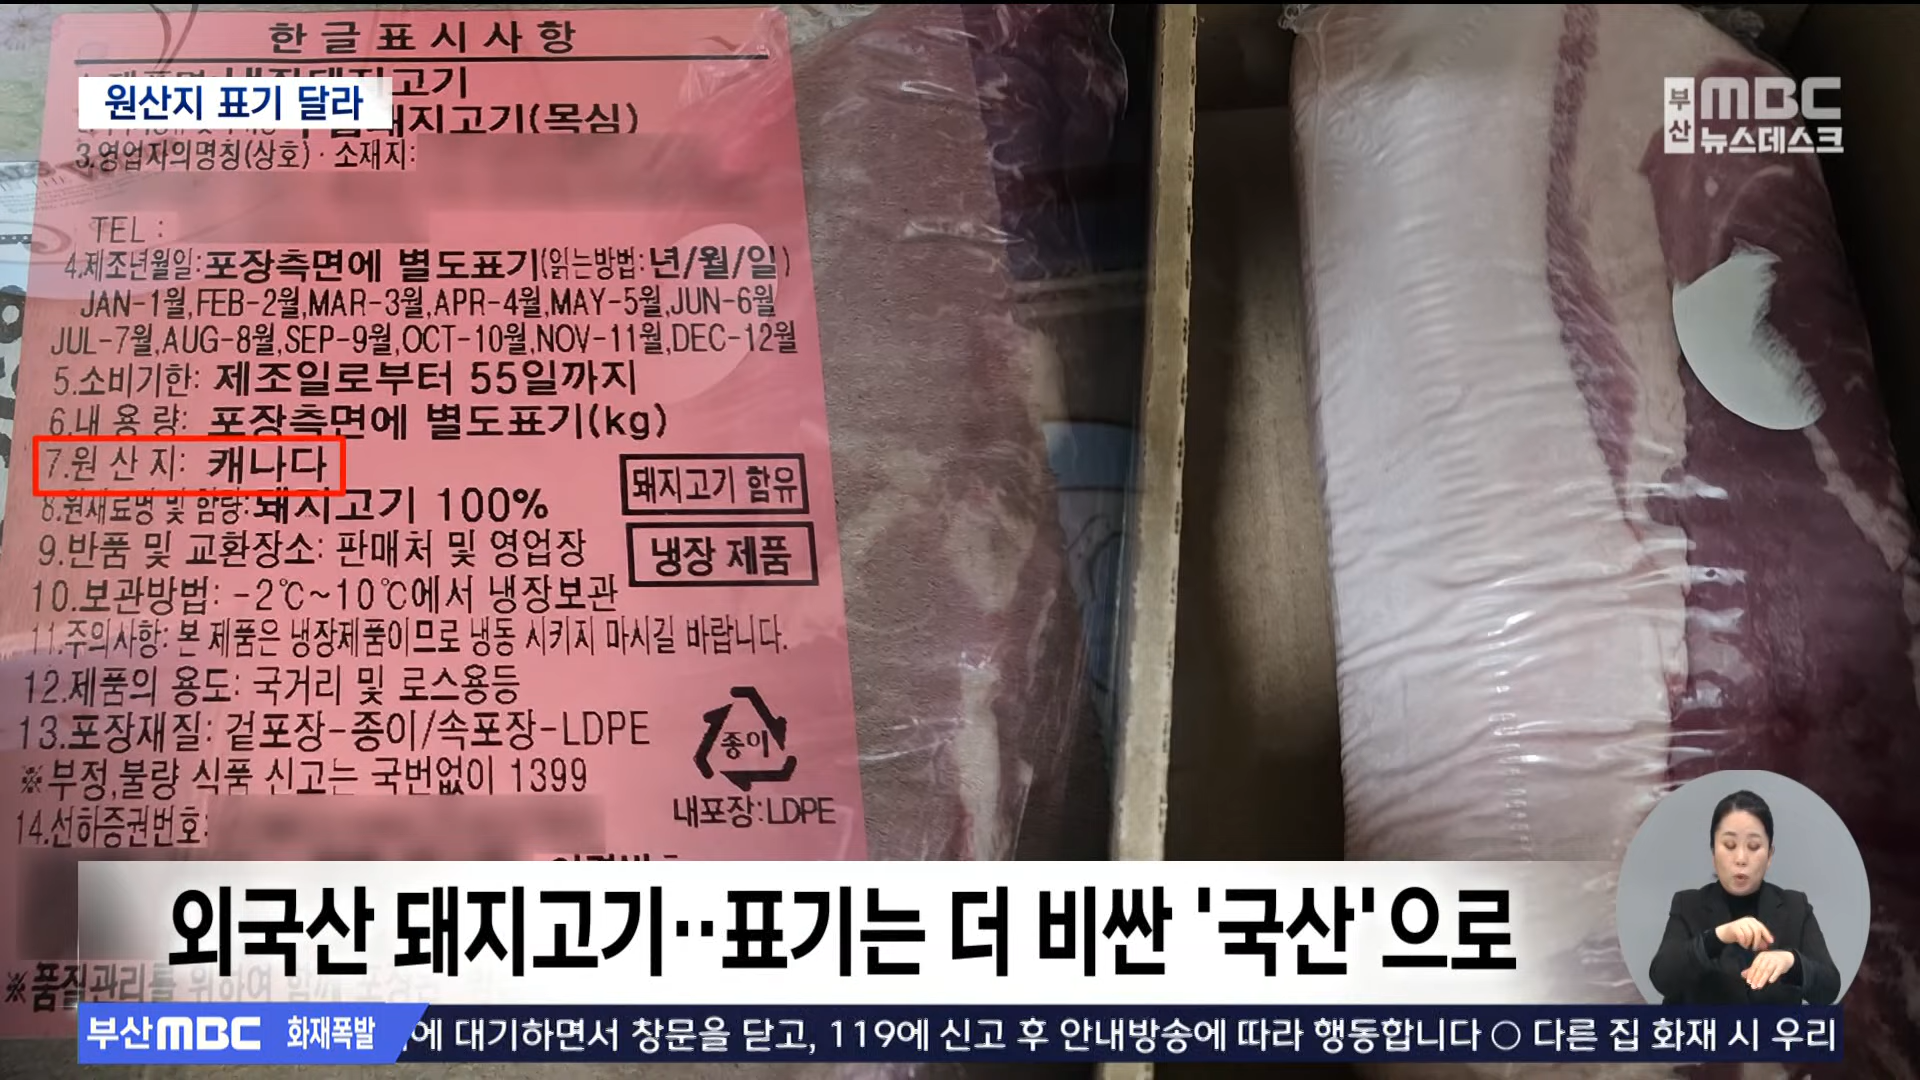 한글표시사항
고기
원산지 표기 달라
돼지고기(목심)
3.영업자의명칭(상호)·소재지:
TEL :
4.제조년월일:포장측면에 별도표기(읽는방법:년/월/일)
JAN-1월,FEB-2월,MAR-3월,APR-4월,MAY-5월,JUN-6월
JUL-7월,AUG-8월,SEP-9월,OCT-10월,NOV-11월,DEC-12월
5.소비기한: 제조일로부터 55일까지
6.내 용 량: 포장측면에 별도표기(kg)
7.원 산 지: 캐나다
8.원재료명 및 함량:돼지고기 100%
돼지고기 함유
9.반품 및 교환장소: 판매처 및 영업장
냉장 제품
10.보관방법: -2℃~10℃에서 냉장보관
11.주의사항: 본 제품은 냉장제품이므로 냉동 시키지 마시길 바랍니다.
12.제품의 용도: 국거리 및 로스용등
13.포장재질: 겉포장-종이/속포장-LDPE
종이
내포장:LDPE
※부정,불량 식품 신고는 국번없이 1399
14.선하증권번호:
※품질관리를 위하여
부산 MBC
뉴스데스크
외국산 돼지고기··표기는 더 비싼 '국산'으로
부산MBC 화재폭발 에 대기하면서 창문을 닫고, 119에 신고 후 안내방송에 따라 행동합니다 ○ 다른 집 화재 시 우리